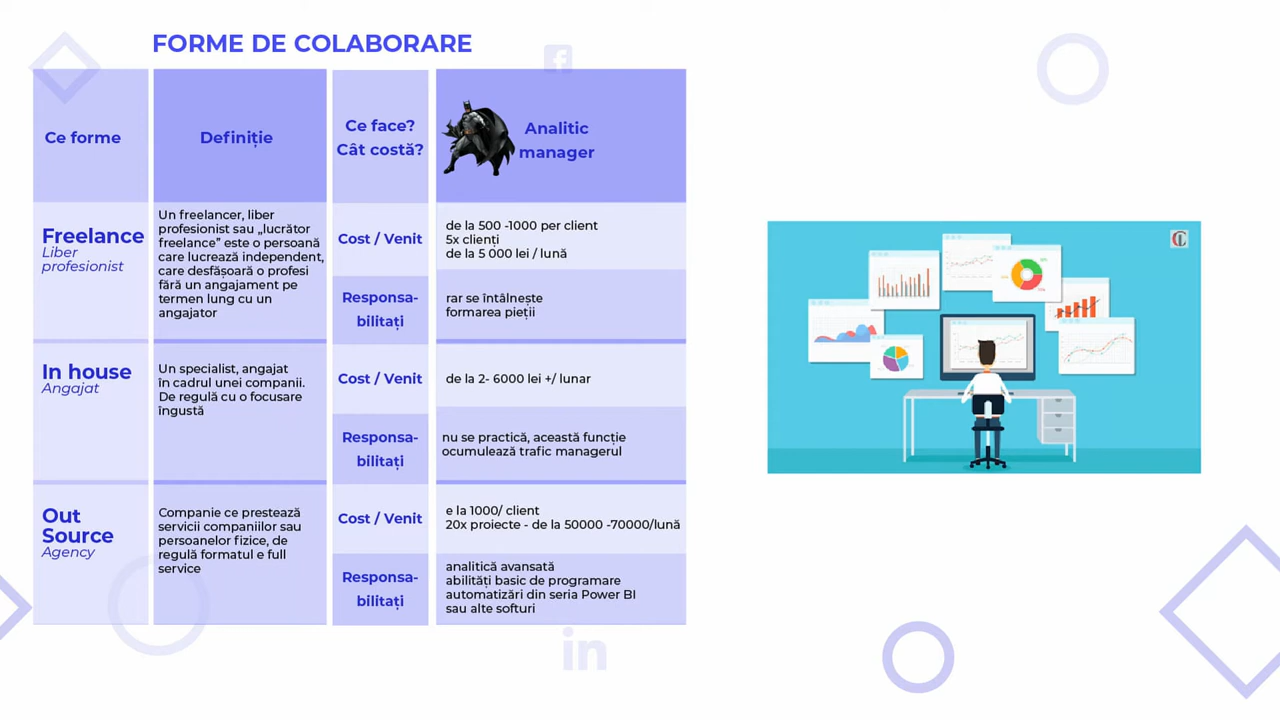 FORME DE COLABORARE
Ce forme
Definiție
Ce face?
Cât costă?
Analitic
manager
Freelance
Liber
profesionist
Un freelancer, liber
profesionist sau „lucrător
freelance” este o persoană
care lucrează independent,
care desfășoară o profesi
fără un angajament pe
termen lung cu un
angajator
Cost / Venit
de la 500 -1000 per client
5x clienți
de la 5 000 lei / lună
Responsa-
bilitați
rar se întâlnește
formarea pieții
In house
Angajat
Un specialist, angajat
în cadrul unei companii.
De regulă cu o focusare
îngustă
Cost / Venit
de la 2- 6000 lei +/ lunar
Responsa-
bilitați
nu se practică, această funcție
ocumulează trafic managerul
Out
Source
Agency
Companie ce prestează
servicii companiilor sau
persoanelor fizice, de
regulă formatul e full
service
Cost / Venit
e la 1000/ client
20x proiecte - de la 50000 -70000/lună
Responsa-
bilitați
analitică avansată
abilități basic de programare
automatizări din seria Power BI
sau alte softuri
in